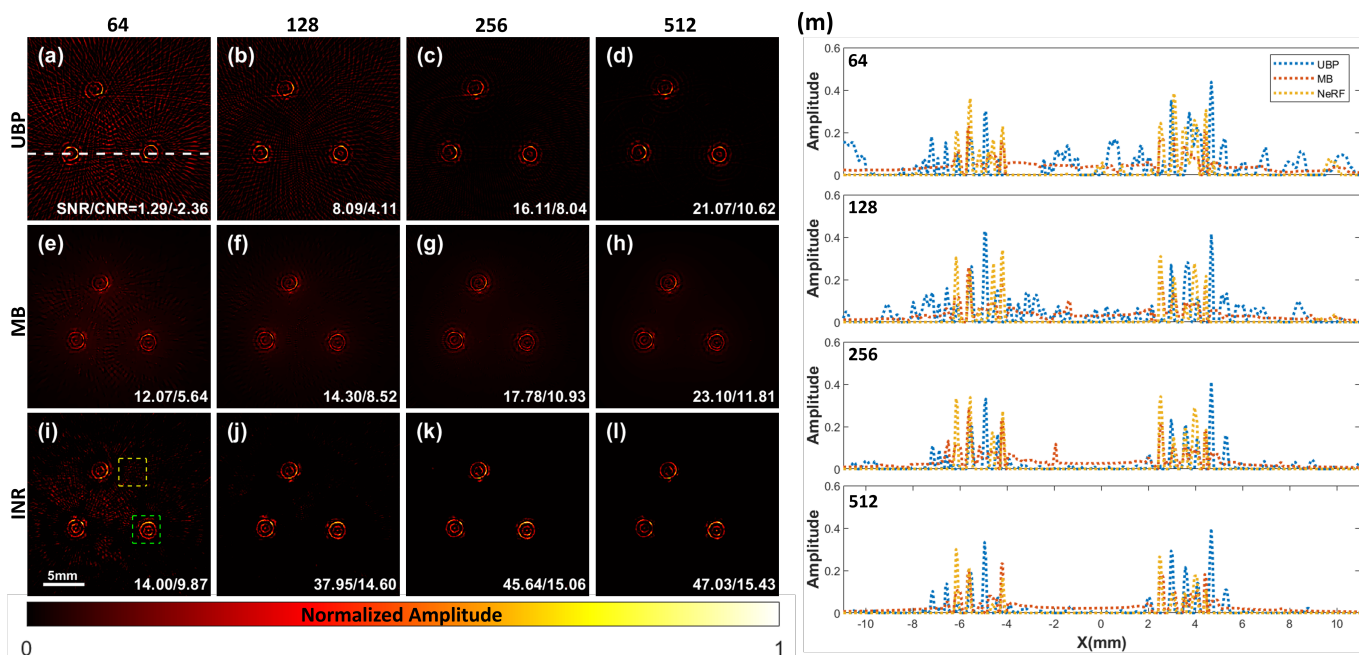 64 128 256 512
(a) (b) (c) (d)
UBP
SNR/CNR=1.29/-2.36 8.09/4.11 16.11/8.04 21.07/10.62
(e) (f) (g) (h)
MB
12.07/5.64 14.30/8.52 17.78/10.93 23.10/11.81
(i) (j) (k) (l)
INR
5mm
14.00/9.87 37.95/14.60 45.64/15.06 47.03/15.43
Normalized Amplitude
0 1
(m)
64
UBP
MB
NeRF
0.6
0.4
0.2
0
Amplitude
128
0.6
0.4
0.2
0
Amplitude
256
0.6
0.4
0.2
0
Amplitude
512
0.6
0.4
0.2
0
Amplitude
-10 -8 -6 -4 -2 0 2 4 6 8 10
X(mm)